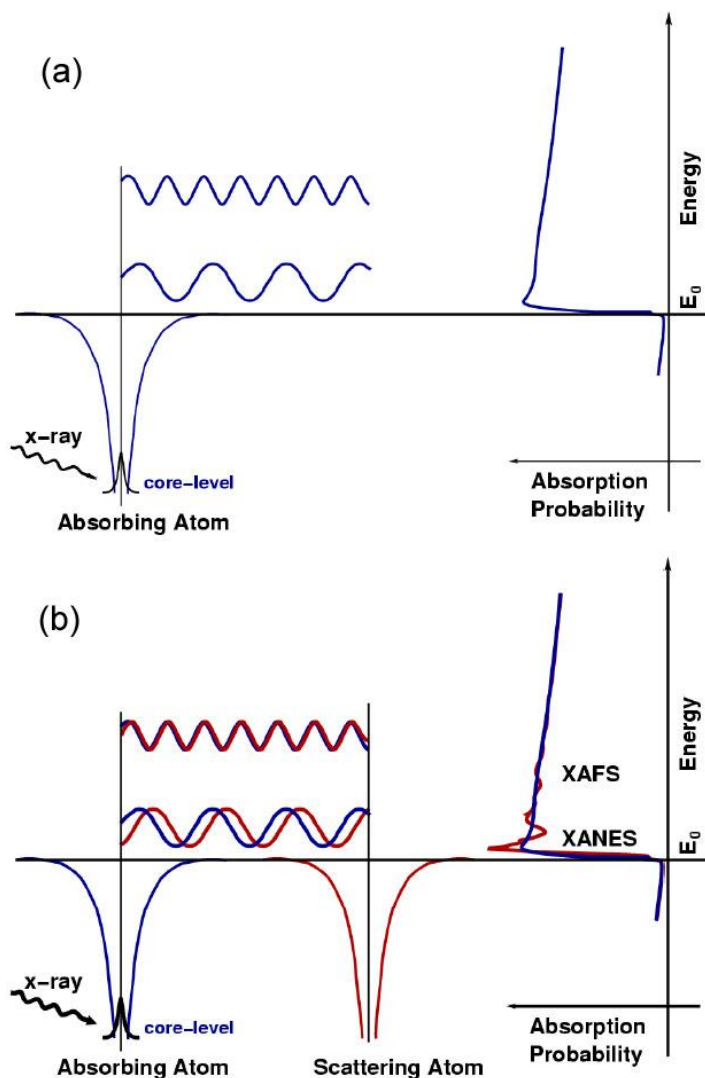 (a)
Energy
E₀
x-ray
core-level
Absorbing Atom
Absorption
Probability
(b)
Energy
XAFS
XANES
E₀
x-ray
core-level
Absorbing Atom
Scattering Atom
Absorption
Probability